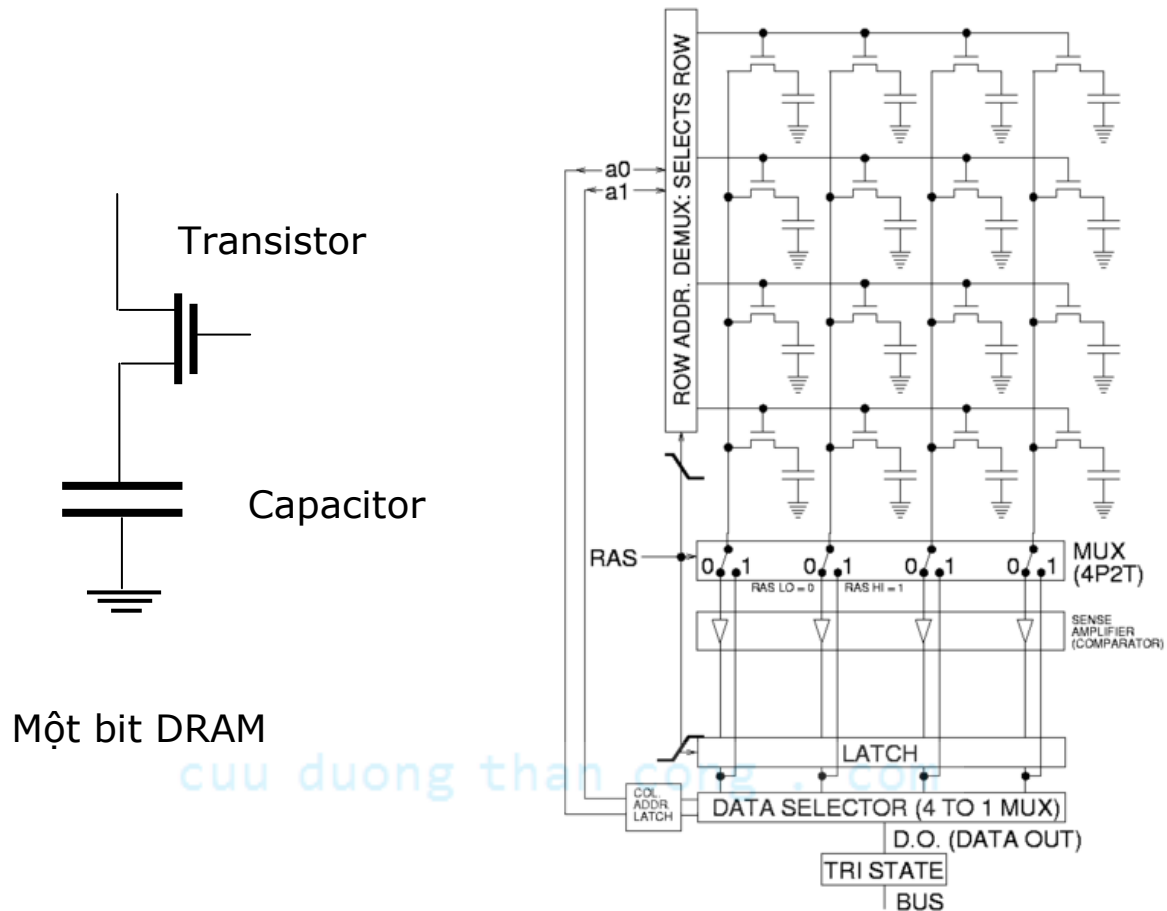 Transistor
Capacitor
Một bit DRAM
ROW ADDR. DEMUX: SELECTS ROW
a0
a1
RAS
0 1 0 1 0 1 0 1
RAS LO = 0 RAS HI = 1
MUX
(4P2T)
SENSE
AMPLIFIER
(COMPARATOR)
LATCH
cuu duong than cong . com
COL.
ADDR.
LATCH
DATA SELECTOR (4 TO 1 MUX)
D.O. (DATA OUT)
TRI STATE
BUS